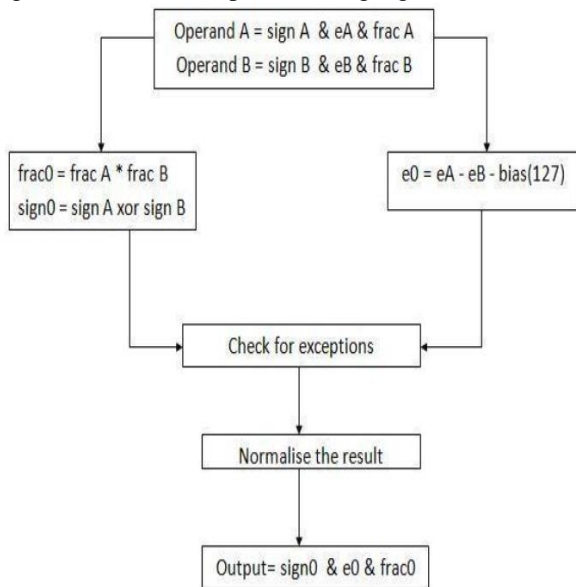 Operand A = sign A & eA & frac A
Operand B = sign B & eB & frac B
frac0 = frac A * frac B
sign0 = sign A xor sign B
e0 = eA - eB - bias(127)
Check for exceptions
Normalise the result
Output= sign0 & e0 & frac0